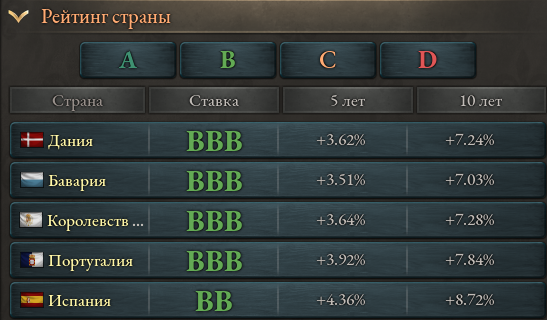 Рейтинг страны
A B C D
Страна Ставка 5 лет 10 лет
Дания BBB +3.62% +7.24%
Бавария BBB +3.51% +7.03%
Королевств ... BBB +3.64% +7.28%
Португалия BBB +3.92% +7.84%
Испания BB +4.36% +8.72%